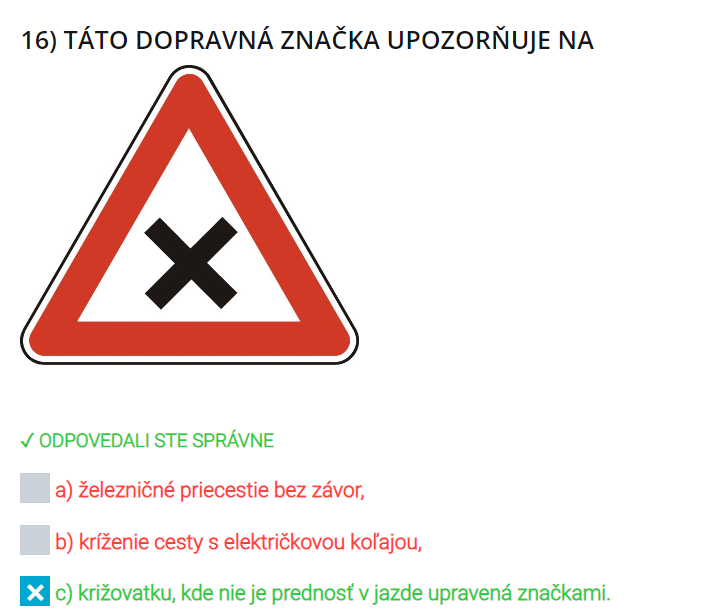 16) TÁTO DOPRAVNÁ ZNAČKA UPOZORŇUJE NA
✓ ODPOVEDALI STE SPRÁVNE
a) železničné priecestie bez závor,
b) kríženie cesty s električkovou koľajou,
c) križovatku, kde nie je prednosť v jazde upravená značkami.